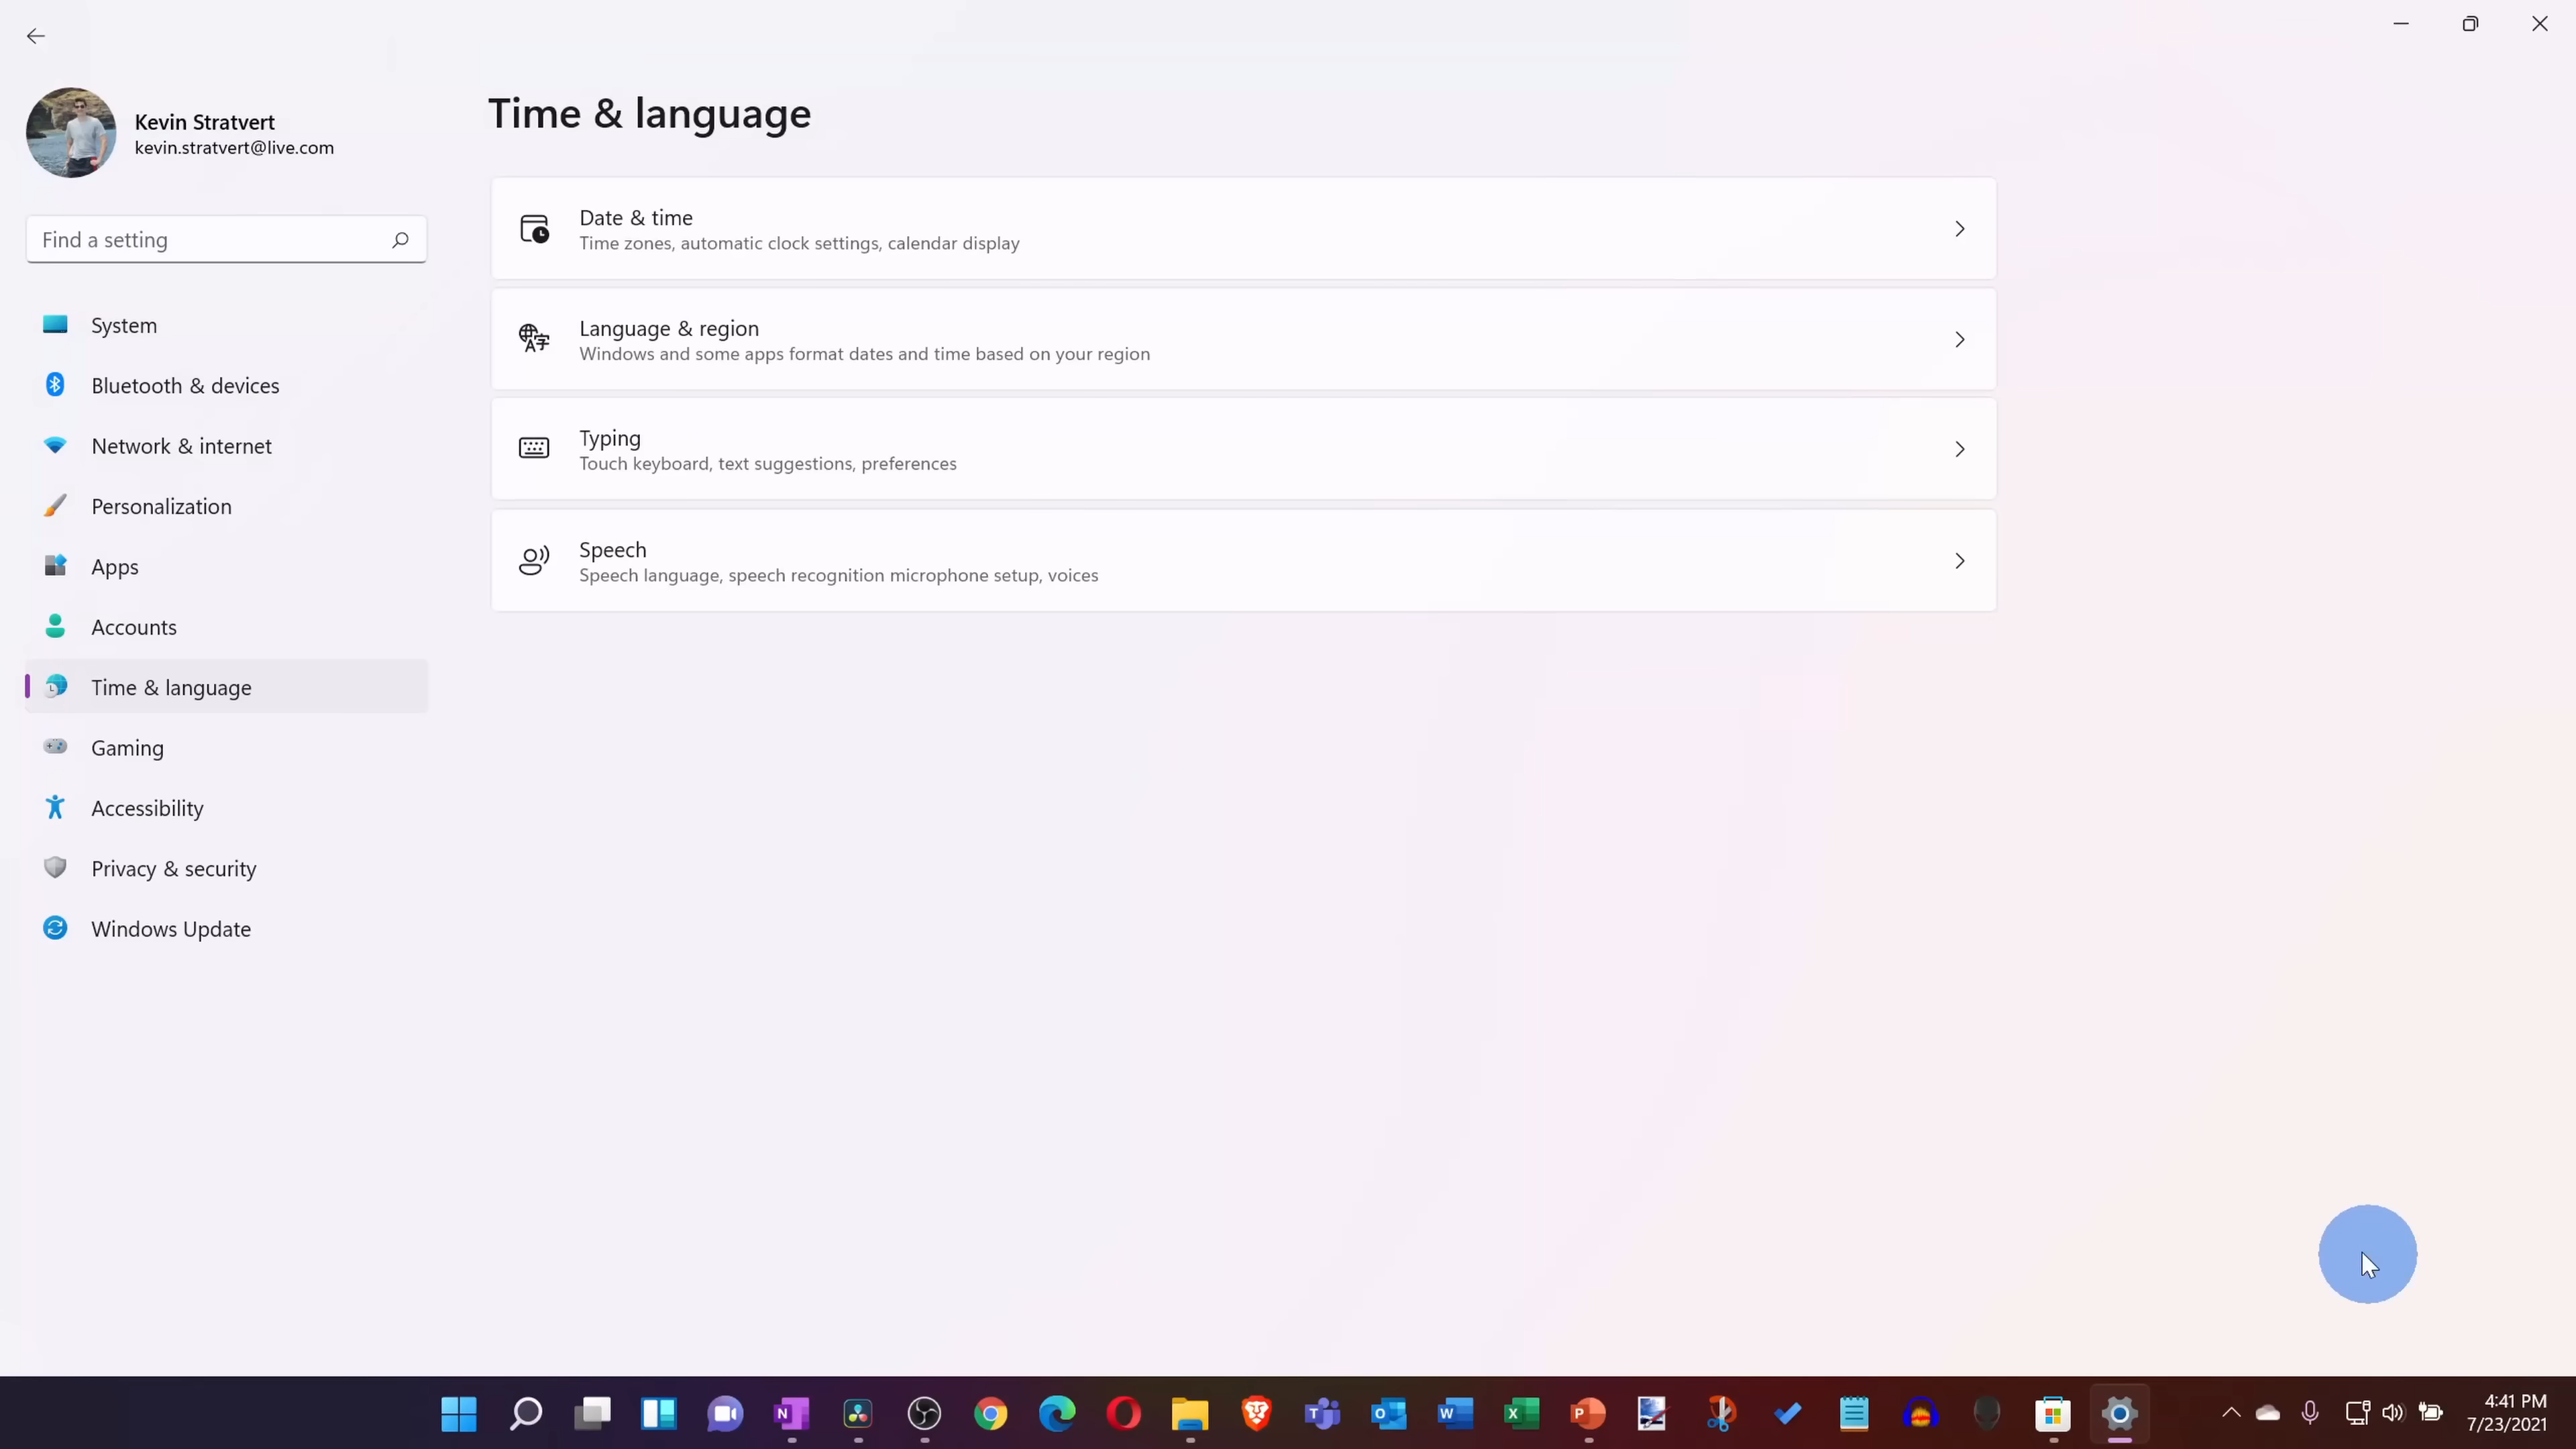 Kevin Stratvert
kevin.stratvert@live.com
Find a setting
System
Bluetooth & devices
Network & internet
Personalization
Apps
Accounts
Time & language
Gaming
Accessibility
Privacy & security
Windows Update
Time & language
Date & time
Time zones, automatic clock settings, calendar display
Language & region
Windows and some apps format dates and time based on your region
Typing
Touch keyboard, text suggestions, preferences
Speech
Speech language, speech recognition microphone setup, voices
4:41 PM
7/23/2021